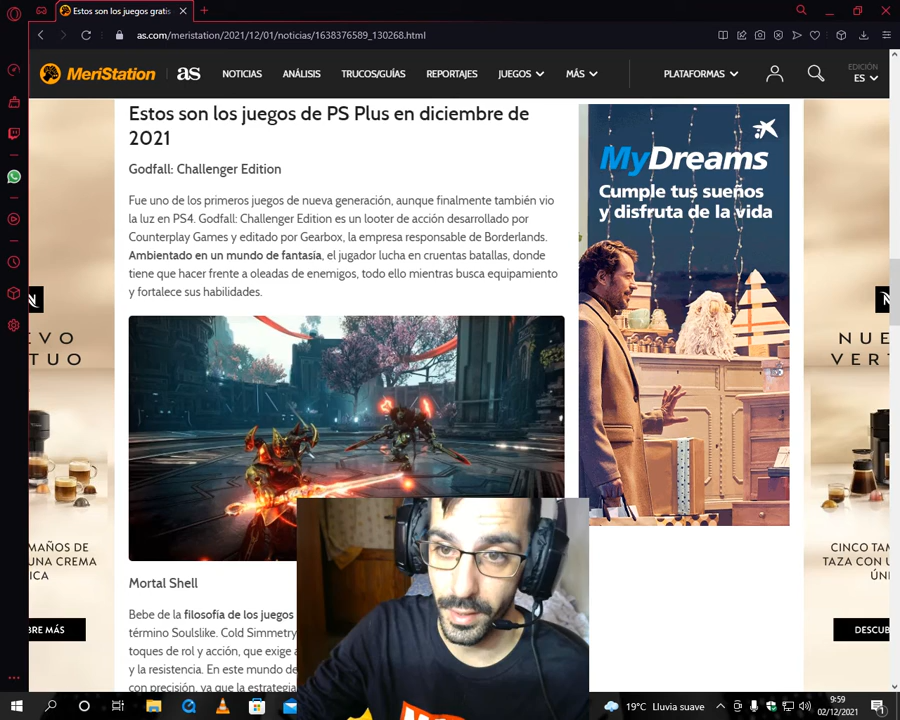 Estos son los juegos gratis
as.com/meristation/2021/12/01/noticias/1638376589_130268.html
MeriStation as NOTICIAS ANÁLISIS TRUCOS/GUÍAS REPORTAJES JUEGOS MÁS PLATAFORMAS EDICIÓN ES
Estos son los juegos de PS Plus en diciembre de
2021
Godfall: Challenger Edition
Fue uno de los primeros juegos de nueva generación, aunque finalmente también vio
la luz en PS4. Godfall: Challenger Edition es un looter de acción desarrollado por
Counterplay Games y editado por Gearbox, la empresa responsable de Borderlands.
Ambientado en un mundo de fantasía, el jugador lucha en cruentas batallas, donde
tiene que hacer frente a oleadas de enemigos, todo ello mientras busca equipamiento
y fortalece sus habilidades.
Mortal Shell
Bebe de la filosofía de los juegos
término Soulslike. Cold Simmetry
toques de rol y acción, que exige a
y la resistencia. En este mundo de
con precisión, ya que la estrategia
MyDreams
Cumple tus sueños
y disfruta de la vida
EVO
TUO
MAÑOS DE
UNA CREMA
ICA
BRE MÁS
NUE
VERT
CINCO TAM
TAZA CON U
ÚNI
DESCUB
19°C Lluvia suave
9:59
02/12/2021